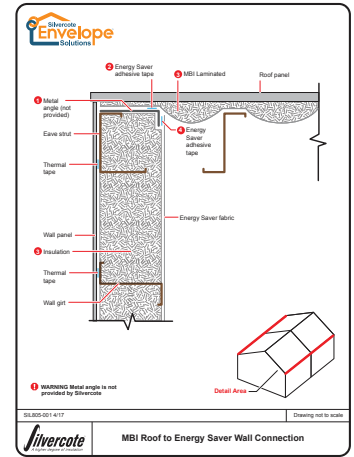 Silvercote
Envelope
Solutions
2 Energy Saver
adhesive tape
3 MBI Laminated
Roof panel
1 Metal
angle (not
provided)
Eave strut
4 Energy
Saver
adhesive
tape
Thermal
tape
Energy Saver fabric
Wall panel
3 Insulation
Thermal
tape
Wall girt
! WARNING Metal angle is not
provided by Silvercote
Detail Area
SIL805-001 4/17
Drawing not to scale
Silvercote
A higher degree of insulation
MBI Roof to Energy Saver Wall Connection